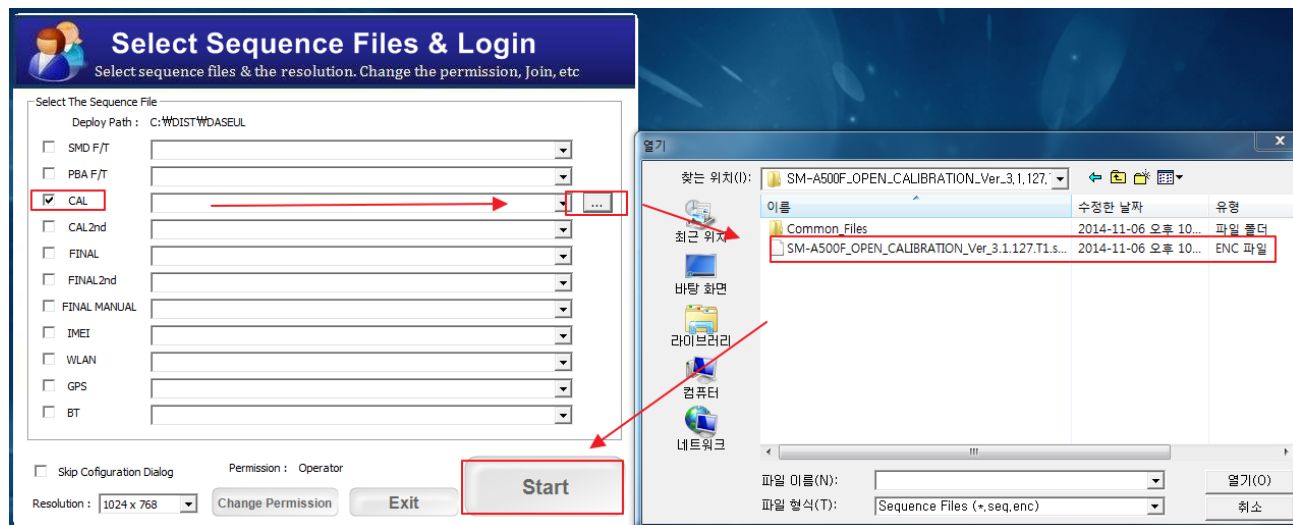 Select Sequence Files & Login
Select sequence files & the resolution. Change the permission, Join, etc
Select The Sequence File
Deploy Path : C:₩DIST₩DASEUL
SMD F/T
PBA F/T
CAL
...
CAL2nd
FINAL
FINAL2nd
FINAL MANUAL
IMEI
WLAN
GPS
BT
Skip Cofiguration Dialog
Permission : Operator
Resolution : 1024 x 768
Change Permission
Exit
Start
열기
x
찾는 위치(I): SM-A500F_OPEN_CALIBRATION_Ver_3,1,127,
이름 수정한 날짜 유형
Common_Files 2014-11-06 오후 10... 파일 폴더
SM-A500F_OPEN_CALIBRATION_Ver_3.1.127.T1.s... 2014-11-06 오후 10... ENC 파일
최근 위치
바탕 화면
라이브러리
컴퓨터
네트워크
파일 이름(N): 열기(O)
파일 형식(T): Sequence Files (*,seq,enc) 취소